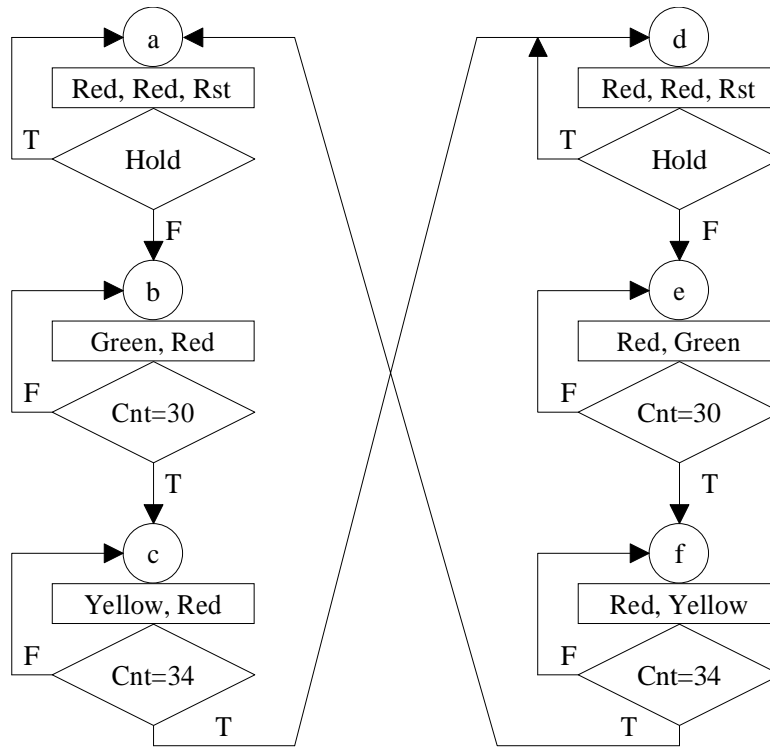 a
Red, Red, Rst
T
Hold
F
b
Green, Red
F
Cnt=30
T
c
Yellow, Red
F
Cnt=34
T
d
Red, Red, Rst
T
Hold
F
e
Red, Green
F
Cnt=30
T
f
Red, Yellow
F
Cnt=34
T